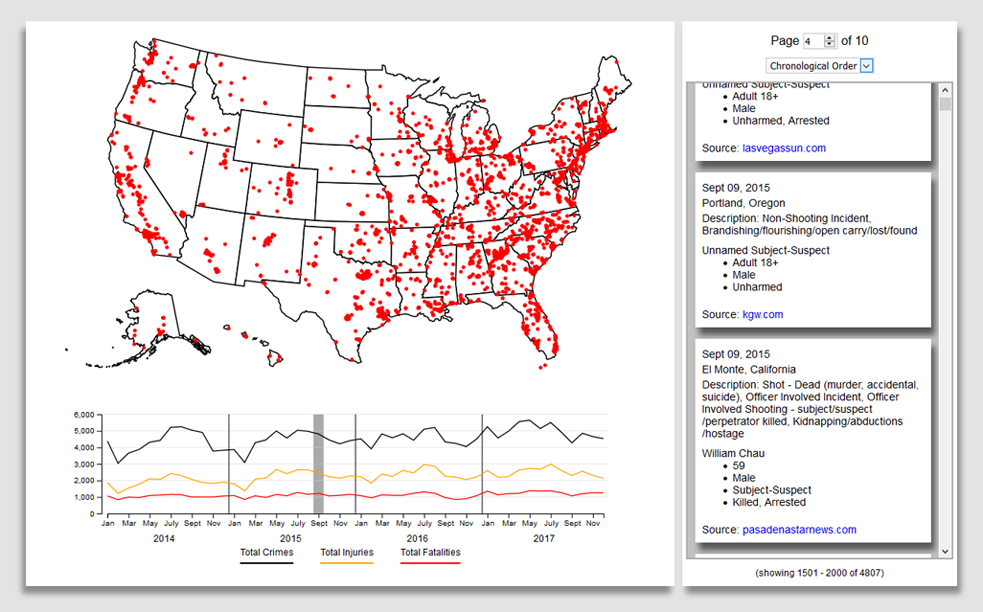 Page 4 of 10
Chronological Order
Unnamed Subject-Suspect
Adult 18+
Male
Unharmed, Arrested
Source: lasvegassun.com
Sept 09, 2015
Portland, Oregon
Description: Non-Shooting Incident,
Brandishing/flourishing/open carry/lost/found
Unnamed Subject-Suspect
Adult 18+
Male
Unharmed
Source: kgw.com
Sept 09, 2015
El Monte, California
Description: Shot - Dead (murder, accidental,
suicide), Officer Involved Incident, Officer
Involved Shooting - subject/suspect
/perpetrator killed, Kidnapping/abductions
/hostage
William Chau
59
Male
Subject-Suspect
Killed, Arrested
Source: pasadenastarnews.com
(showing 1501 - 2000 of 4807)
6,000
5,000
4,000
3,000
2,000
1,000
0
Jan Mar May July Sept Nov Jan Mar May July Sept Nov Jan Mar May July Sept Nov Jan Mar May July Sept Nov
2014 2015 2016 2017
Total Crimes Total Injuries Total Fatalities